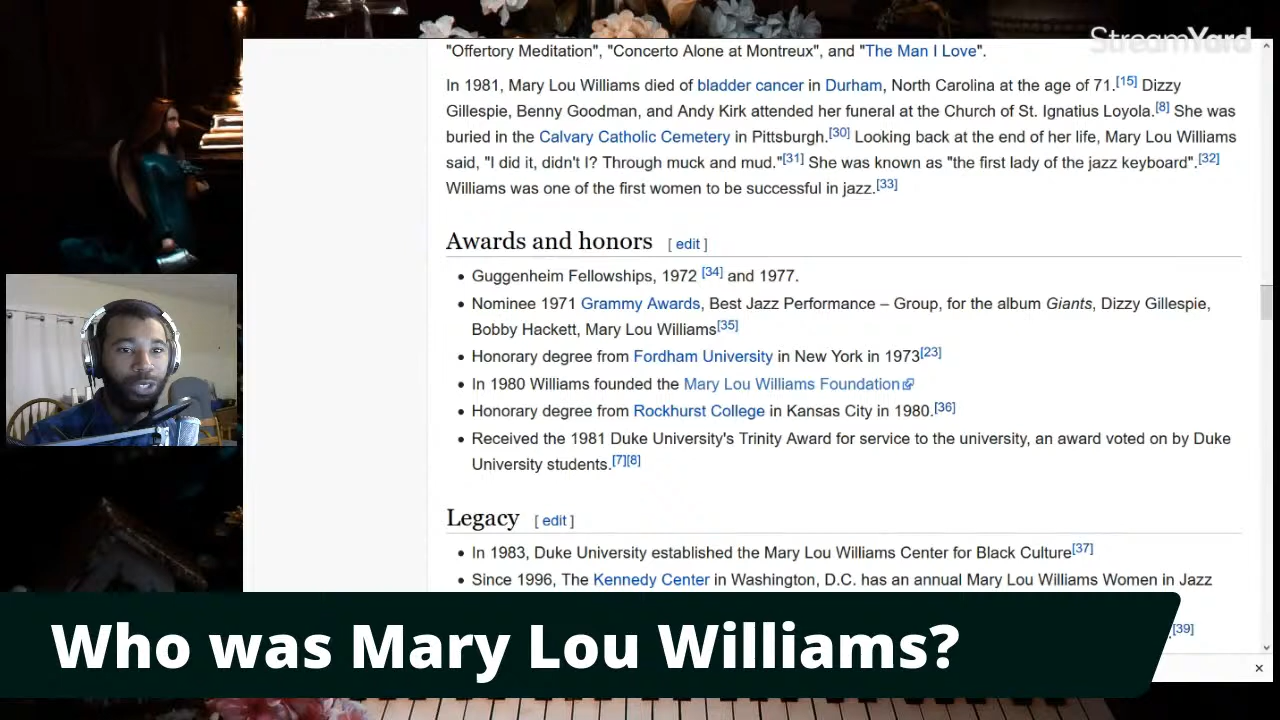 StreamYard
"Offertory Meditation", "Concerto Alone at Montreux", and "The Man I Love".
In 1981, Mary Lou Williams died of bladder cancer in Durham, North Carolina at the age of 71.[15] Dizzy
Gillespie, Benny Goodman, and Andy Kirk attended her funeral at the Church of St. Ignatius Loyola.[8] She was
buried in the Calvary Catholic Cemetery in Pittsburgh.[30] Looking back at the end of her life, Mary Lou Williams
said, "I did it, didn't I? Through muck and mud."[31] She was known as "the first lady of the jazz keyboard".[32]
Williams was one of the first women to be successful in jazz.[33]
Awards and honors [ edit ]
• Guggenheim Fellowships, 1972 [34] and 1977.
• Nominee 1971 Grammy Awards, Best Jazz Performance – Group, for the album Giants, Dizzy Gillespie,
Bobby Hackett, Mary Lou Williams[35]
• Honorary degree from Fordham University in New York in 1973[23]
• In 1980 Williams founded the Mary Lou Williams Foundation
• Honorary degree from Rockhurst College in Kansas City in 1980.[36]
• Received the 1981 Duke University's Trinity Award for service to the university, an award voted on by Duke
University students.[7][8]
Legacy [ edit ]
• In 1983, Duke University established the Mary Lou Williams Center for Black Culture[37]
• Since 1996, The Kennedy Center in Washington, D.C. has an annual Mary Lou Williams Women in Jazz
.[39]
Who was Mary Lou Williams?